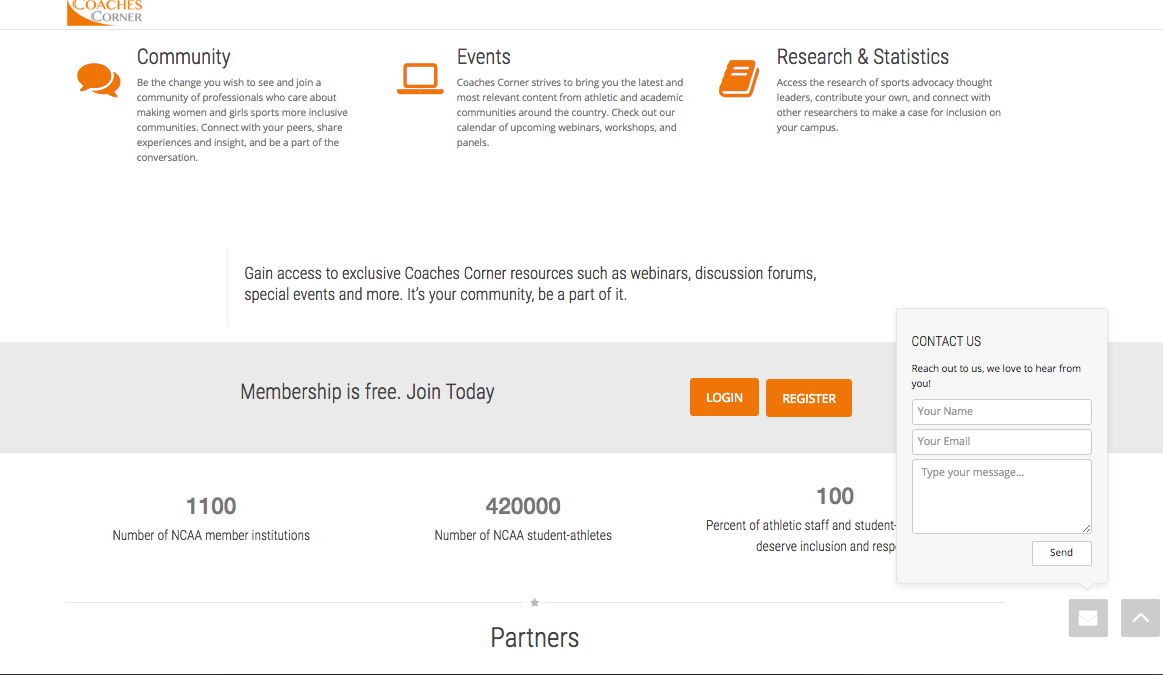 COACHES
CORNER
Community
Be the change you wish to see and join a
community of professionals who care about
making women and girls sports more inclusive
communities. Connect with your peers, share
experiences and insight, and be a part of the
conversation.
Events
Coaches Corner strives to bring you the latest and
most relevant content from athletic and academic
communities around the country. Check out our
calendar of upcoming webinars, workshops, and
panels.
Research & Statistics
Access the research of sports advocacy thought
leaders, contribute your own, and connect with
other researchers to make a case for inclusion on
your campus.
Gain access to exclusive Coaches Corner resources such as webinars, discussion forums,
special events and more. It's your community, be a part of it.
Membership is free. Join Today
LOGIN
REGISTER
1100
Number of NCAA member institutions
420000
Number of NCAA student-athletes
100
Percent of athletic staff and student-
deserve inclusion and
CONTACT US
Reach out to us, we love to hear from
you!
Your Name
Your Email
Type your message...
Send
Partners